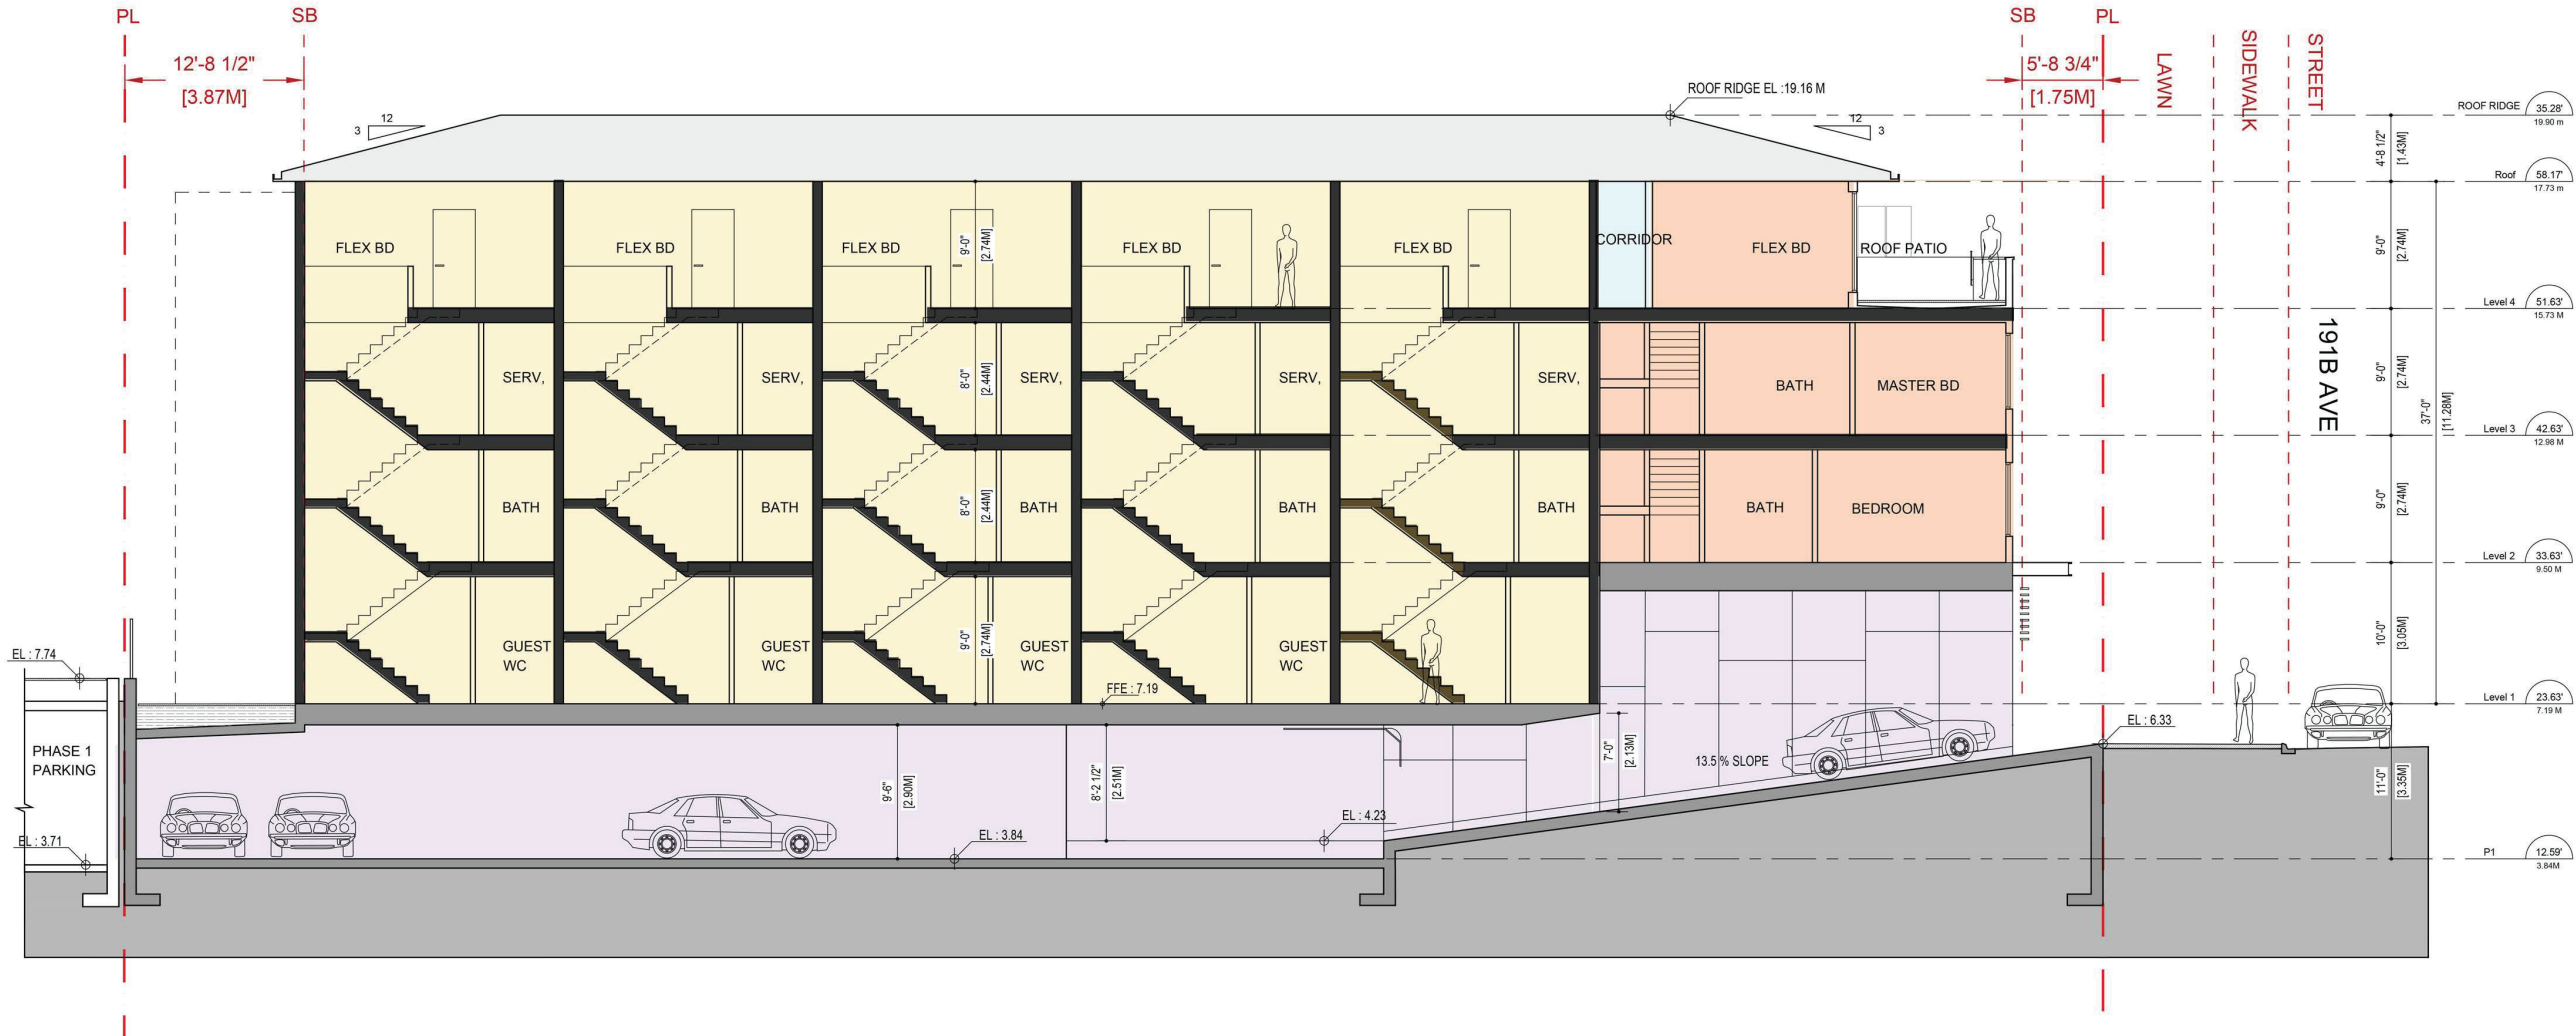 PL
SB
SB
PL
12'-8 1/2"
[3.87M]
5'-8 3/4"
[1.75M]
LAWN
SIDEWALK
STREET
ROOF RIDGE EL :19.16 M
12
3
12
3
ROOF RIDGE 35.28'
19.90 m
4'-8 1/2"
[1.43M]
Roof 58.17'
17.73 m
FLEX BD
FLEX BD
FLEX BD
FLEX BD
FLEX BD
CORRIDOR
FLEX BD
ROOF PATIO
9'-0"
[2.74M]
9'-0"
[2.74M]
Level 4 51.63'
15.73 M
SERV,
SERV,
SERV,
SERV,
SERV,
BATH
MASTER BD
8'-0"
[2.44M]
9'-0"
[2.74M]
191B AVE
37'-0"
[11.28M]
Level 3 42.63'
12.98 M
BATH
BATH
BATH
BATH
BATH
BATH
BEDROOM
8'-0"
[2.44M]
9'-0"
[2.74M]
Level 2 33.63'
9.50 M
GUEST
WC
GUEST
WC
GUEST
WC
GUEST
WC
9'-0"
[2.74M]
10'-0"
[3.05M]
EL : 7.74
FFE : 7.19
Level 1 23.63'
7.19 M
EL : 6.33
PHASE 1
PARKING
9'-6"
[2.90M]
8'-2 1/2"
[2.51M]
7'-0"
[2.13M]
13.5 % SLOPE
11'-0"
[3.35M]
EL : 4.23
EL : 3.84
EL : 3.71
P1 12.59'
3.84M